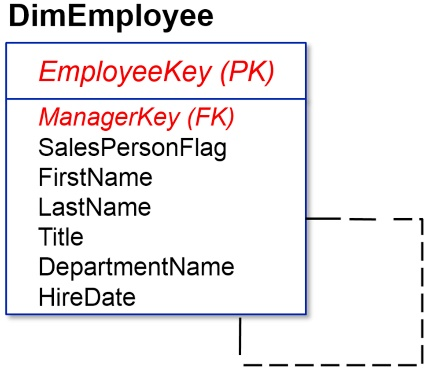 DimEmployee
EmployeeKey (PK)
ManagerKey (FK)
SalesPersonFlag
FirstName
LastName
Title
DepartmentName
HireDate